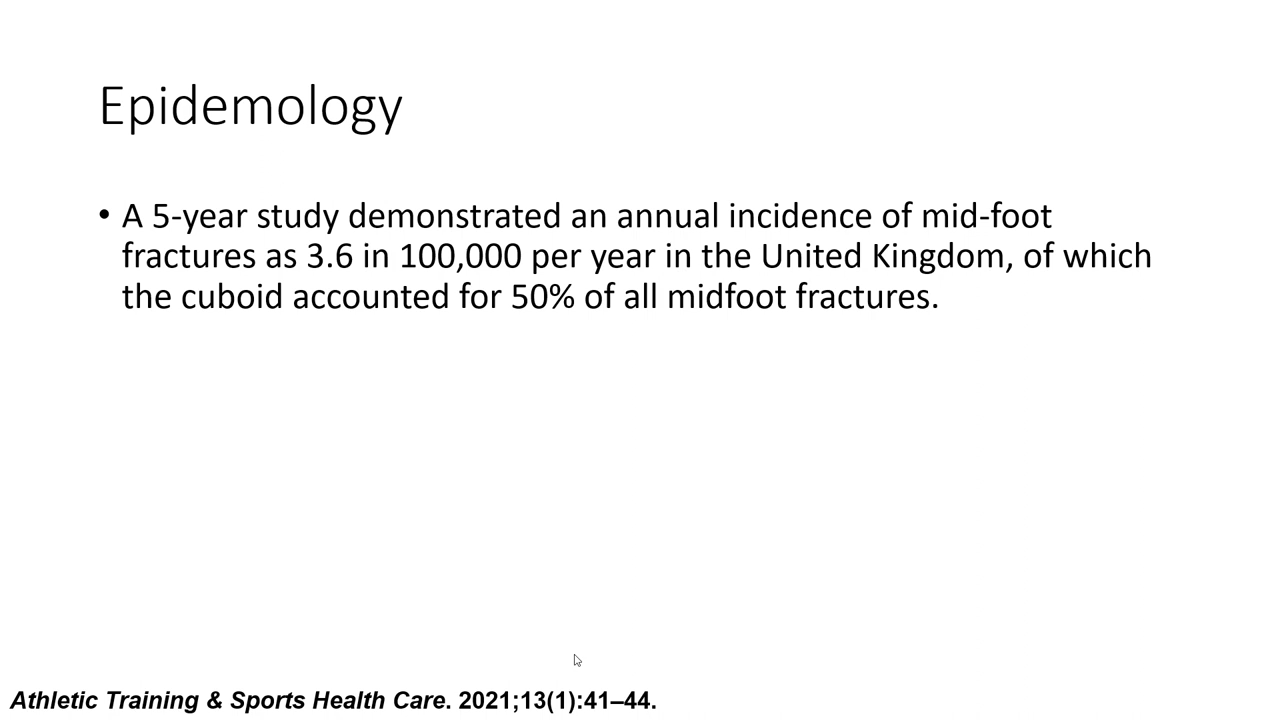 Epidemology
• A 5-year study demonstrated an annual incidence of mid-foot
fractures as 3.6 in 100,000 per year in the United Kingdom, of which
the cuboid accounted for 50% of all midfoot fractures.
Athletic Training & Sports Health Care. 2021;13(1):41–44.